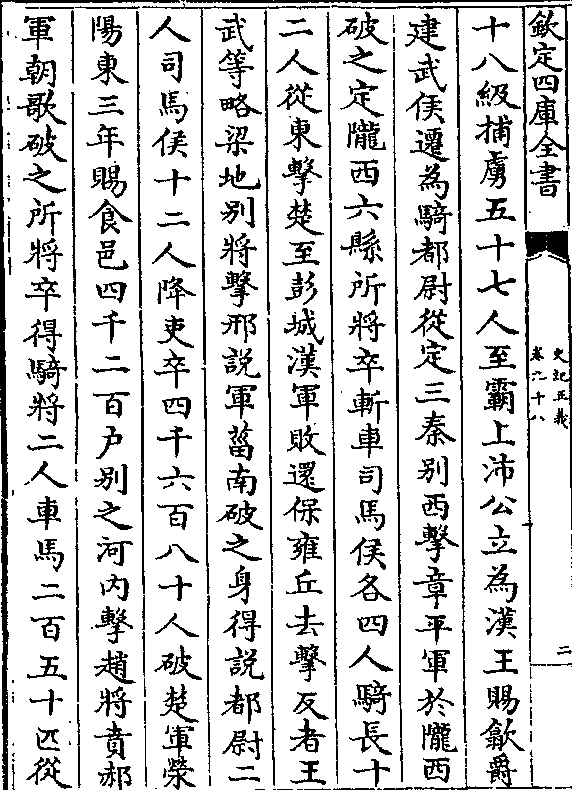 欽定四庫全書
史記正義
卷九十八
二
十八級捕虜五十七人至霸上沛公立為漢王賜歙爵
建武侯遷為騎都尉從定三秦别西擊章平軍於隴西
破之定隴西六縣所將卒斬車司馬侯各四人騎長十
二人從東擊楚至彭城漢軍敗還保雍丘去擊反者王
武等略梁地别將擊邢説軍菑南破之身得説都尉二
人司馬侯十二人降吏卒四千六百八十人破楚軍滎
陽東三年賜食邑四千二百户别之河内擊趙將賁郝
軍朝歌破之所將卒得騎將二人車馬二百五十匹從